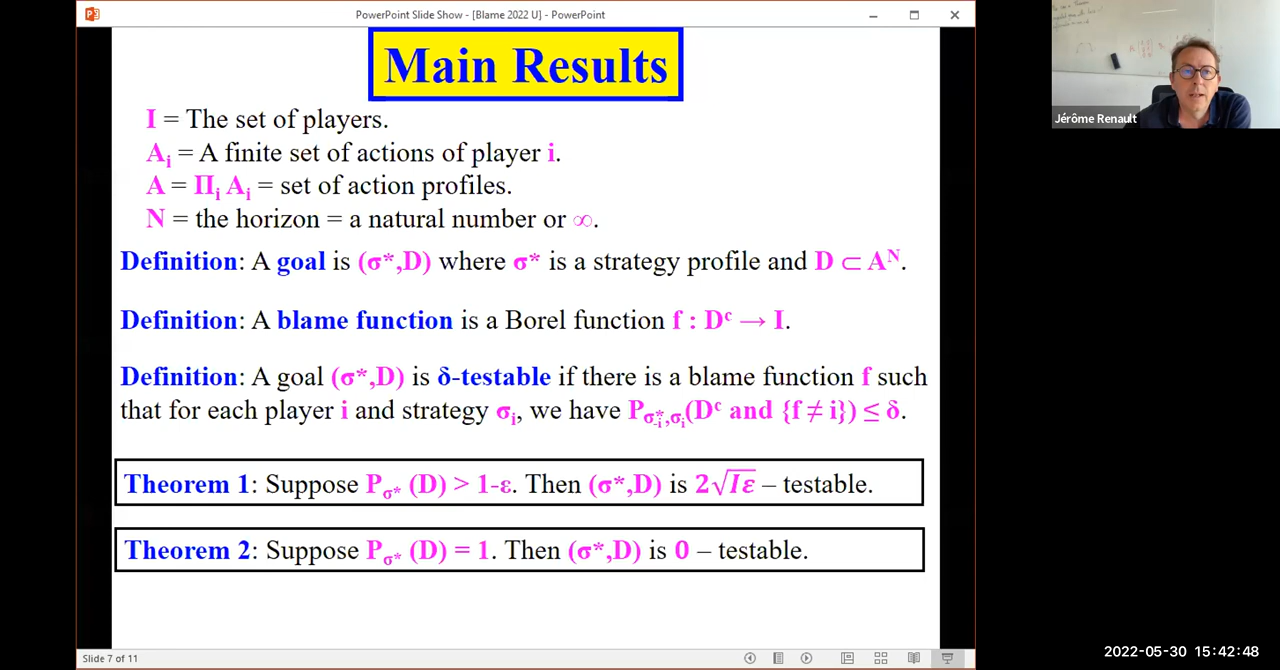 PowerPoint Slide Show - [Blame 2022 U] - PowerPoint
Main Results
I = The set of players.
Aᵢ = A finite set of actions of player i.
A = Πᵢ Aᵢ = set of action profiles.
N = the horizon = a natural number or ∞.
Definition: A goal is (σ*,D) where σ* is a strategy profile and D ⊂ Aᴺ.
Definition: A blame function is a Borel function f : Dᶜ → I.
Definition: A goal (σ*,D) is δ-testable if there is a blame function f such
that for each player i and strategy σᵢ, we have P_{σ*₋ᵢ,σᵢ}(Dᶜ and {f ≠ i}) ≤ δ.
Theorem 1: Suppose P_{σ*} (D) > 1-ε. Then (σ*,D) is 2√Iε – testable.
Theorem 2: Suppose P_{σ*} (D) = 1. Then (σ*,D) is 0 – testable.
Slide 7 of 11
Jérôme Renault
2022-05-30 15:42:48